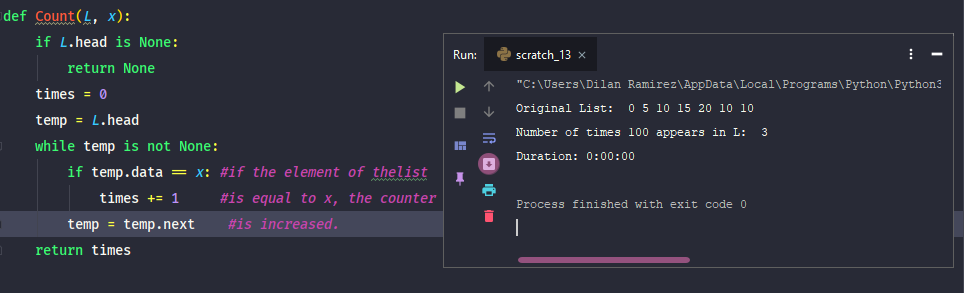 def Count(L, x):
if L.head is None:
return None
times = 0
temp = L.head
while temp is not None:
if temp.data == x: #if the element of thelist
times += 1 #is equal to x, the counter
temp = temp.next #is increased.
return times
Run: scratch_13 ×
"C:\Users\Dilan Ramirez\AppData\Local\Programs\Python\Python3
Original List: 0 5 10 15 20 10 10
Number of times 100 appears in L: 3
Duration: 0:00:00
Process finished with exit code 0